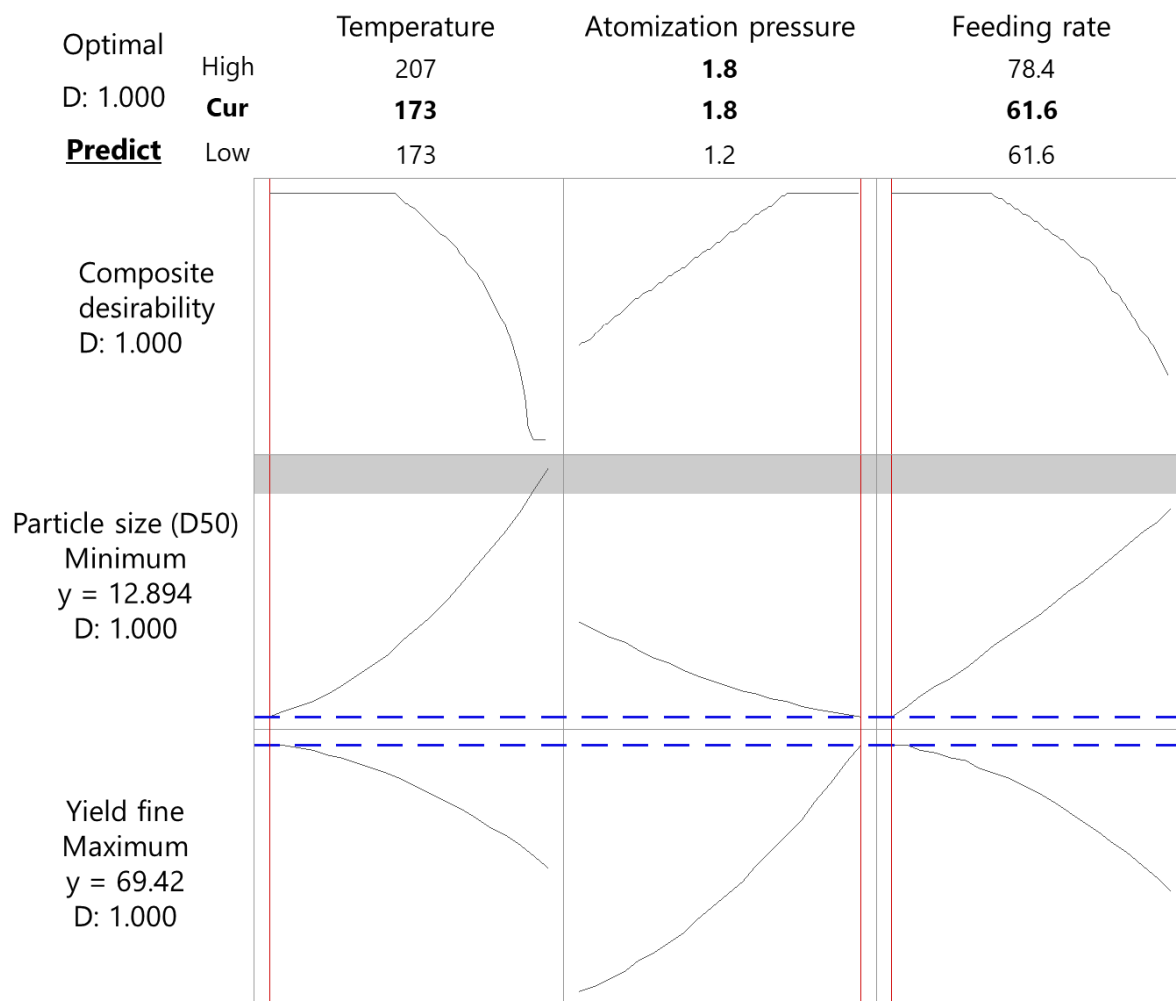 Temperature Atomization pressure Feeding rate
Optimal
High 207 1.8 78.4
D: 1.000
Cur 173 1.8 61.6
Predict
Low 173 1.2 61.6
Composite
desirability
D: 1.000
Particle size (D50)
Minimum
y = 12.894
D: 1.000
Yield fine
Maximum
y = 69.42
D: 1.000